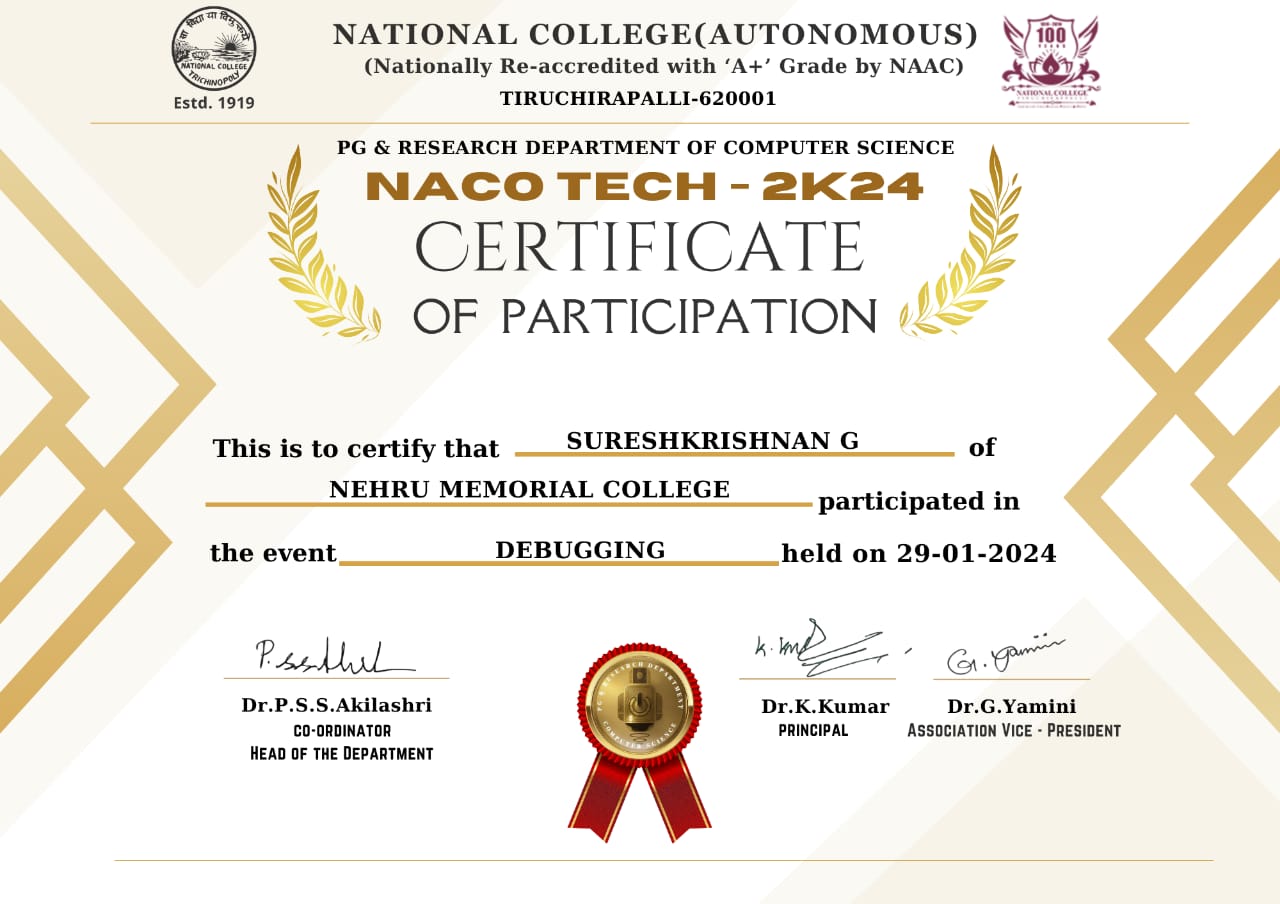 वा विद्या या विमुक्तये
NATIONAL COLLEGE
TRICHINOPOLY
Estd. 1919
NATIONAL COLLEGE(AUTONOMOUS)
(Nationally Re-accredited with ‘A+’ Grade by NAAC)
TIRUCHIRAPALLI-620001
100
YEARS
NATIONAL COLLEGE
PG & RESEARCH DEPARTMENT OF COMPUTER SCIENCE
NACO TECH - 2K24
CERTIFICATE
OF PARTICIPATION
This is to certify that SURESHKRISHNAN G of
NEHRU MEMORIAL COLLEGE participated in
the event DEBUGGING held on 29-01-2024
Dr.P.S.S.Akilashri
CO-ORDINATOR
HEAD OF THE DEPARTMENT
PG & RESEARCH DEPARTMENT
COMPUTER SCIENCE
K.
Dr.K.Kumar
PRINCIPAL
G.Yamini
Dr.G.Yamini
ASSOCIATION VICE - PRESIDENT